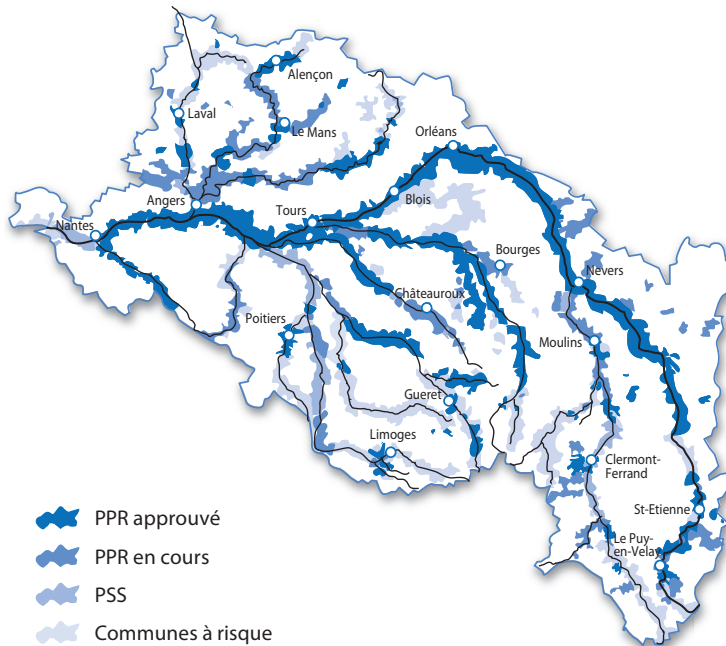 Alençon
Laval
Le Mans
Orléans
Angers
Blois
Tours
Nantes
Bourges
Nevers
Châteauroux
Poitiers
Moulins
Gueret
Limoges
Clermont-
Ferrand
St-Etienne
Le Puy-
en-Velay
PPR approuvé
PPR en cours
PSS
Communes à risque